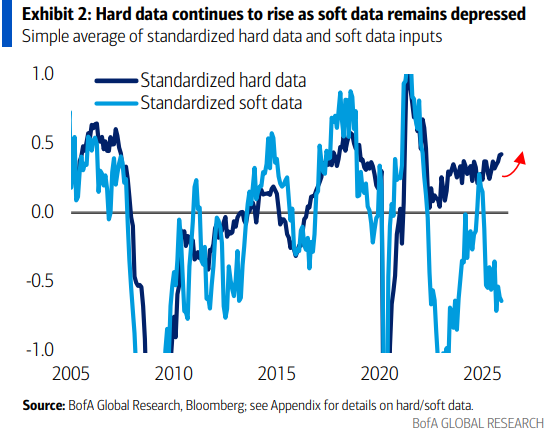 Exhibit 2: Hard data continues to rise as soft data remains depressed
Simple average of standardized hard data and soft data inputs
1.0
Standardized hard data
Standardized soft data
0.5
0.0
-0.5
-1.0
2005 2010 2015 2020 2025
Source: BofA Global Research, Bloomberg; see Appendix for details on hard/soft data.
BofA GLOBAL RESEARCH